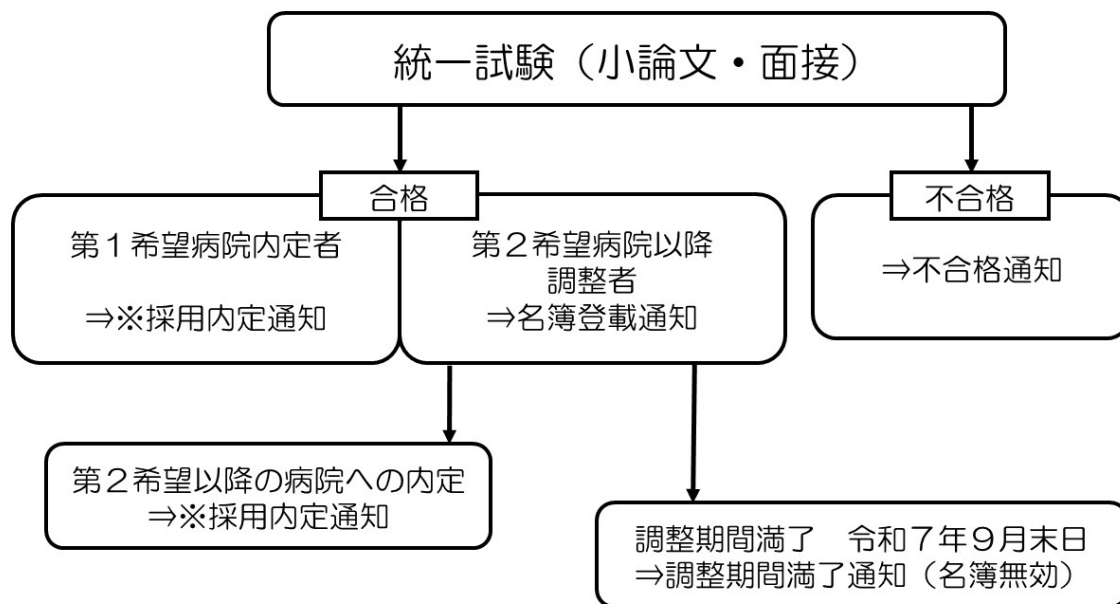 統一試験（小論文・面接）
合格
不合格
第１希望病院内定者
⇒※採用内定通知
第２希望病院以降
調整者
⇒名簿登載通知
⇒不合格通知
第２希望以降の病院への内定
⇒※採用内定通知
調整期間満了　令和７年９月末日
⇒調整期間満了通知（名簿無効）